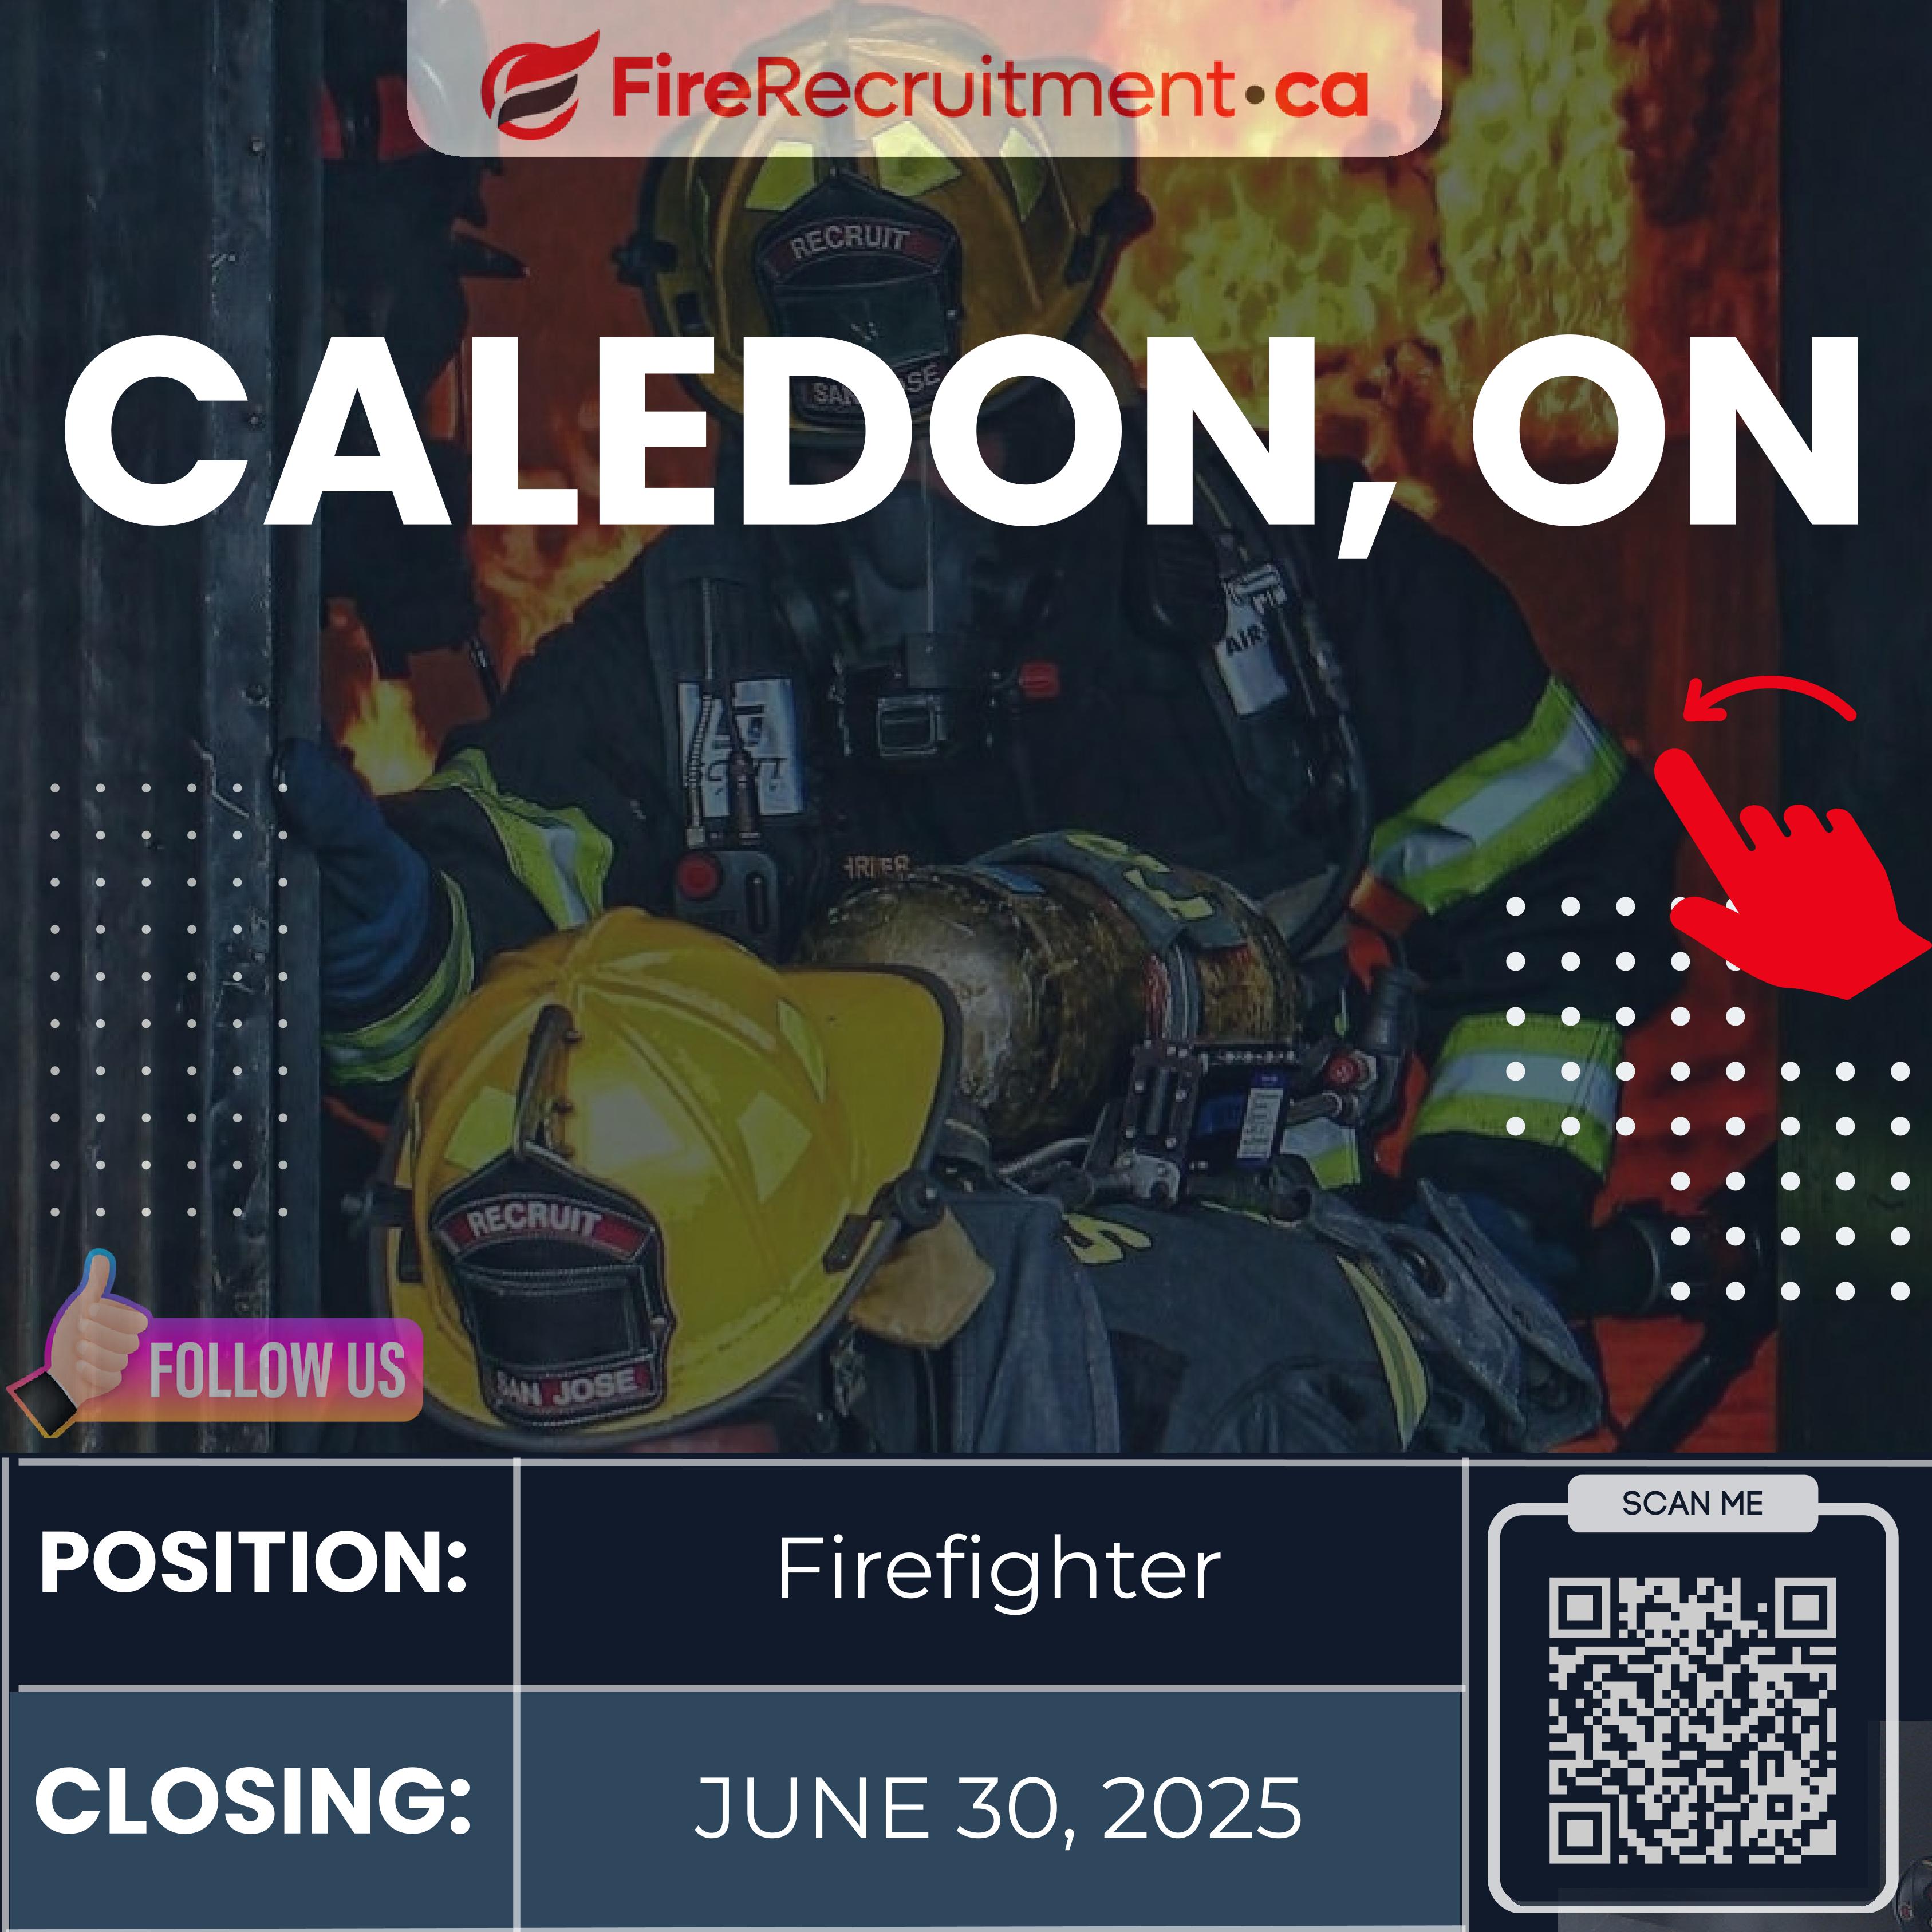 FireRecruitment.ca
RECRUIT
CALEDON, ON
AIR
RECRUIT
SAN JOSE
FOLLOW US
POSITION:
Firefighter
SCAN ME
CLOSING:
JUNE 30, 2025